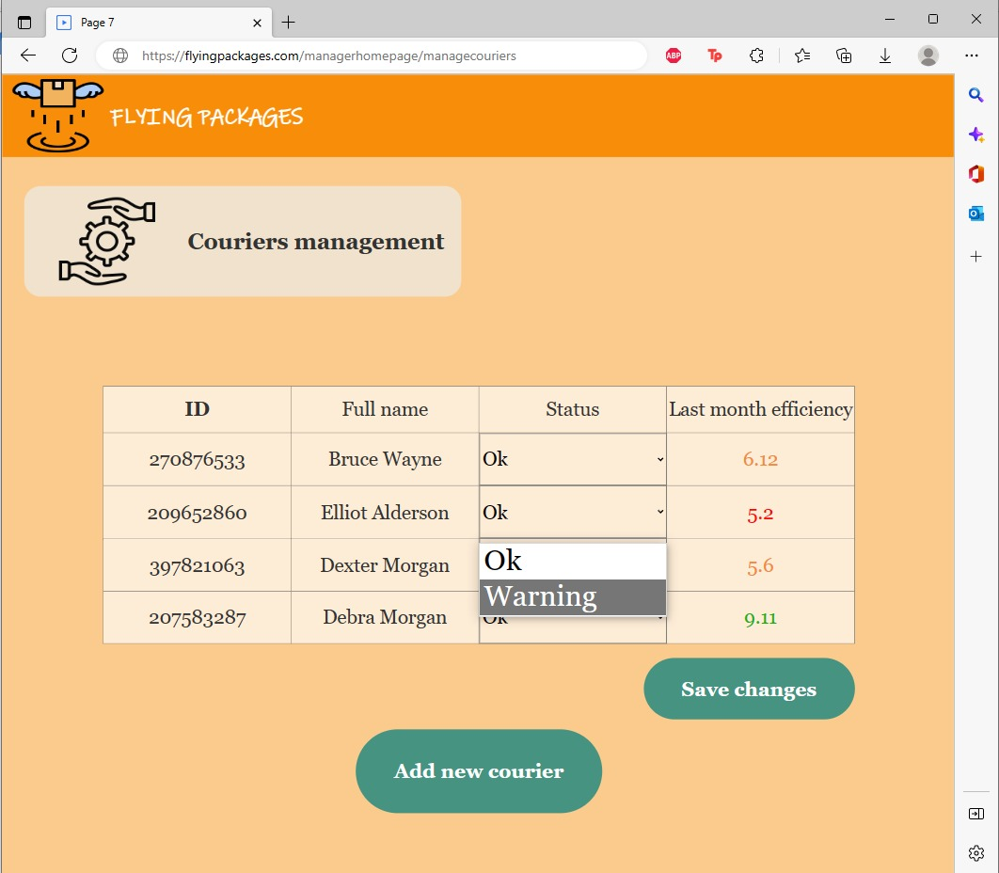 Page 7
https://flyingpackages.com/managerhomepage/managecouriers
ABP
Tp
FLYING PACKAGES
Couriers management
ID Full name Status Last month efficiency
270876533 Bruce Wayne Ok 6.12
209652860 Elliot Alderson Ok 5.2
397821063 Dexter Morgan Ok 5.6
Warning
207583287 Debra Morgan Ok 9.11
Save changes
Add new courier